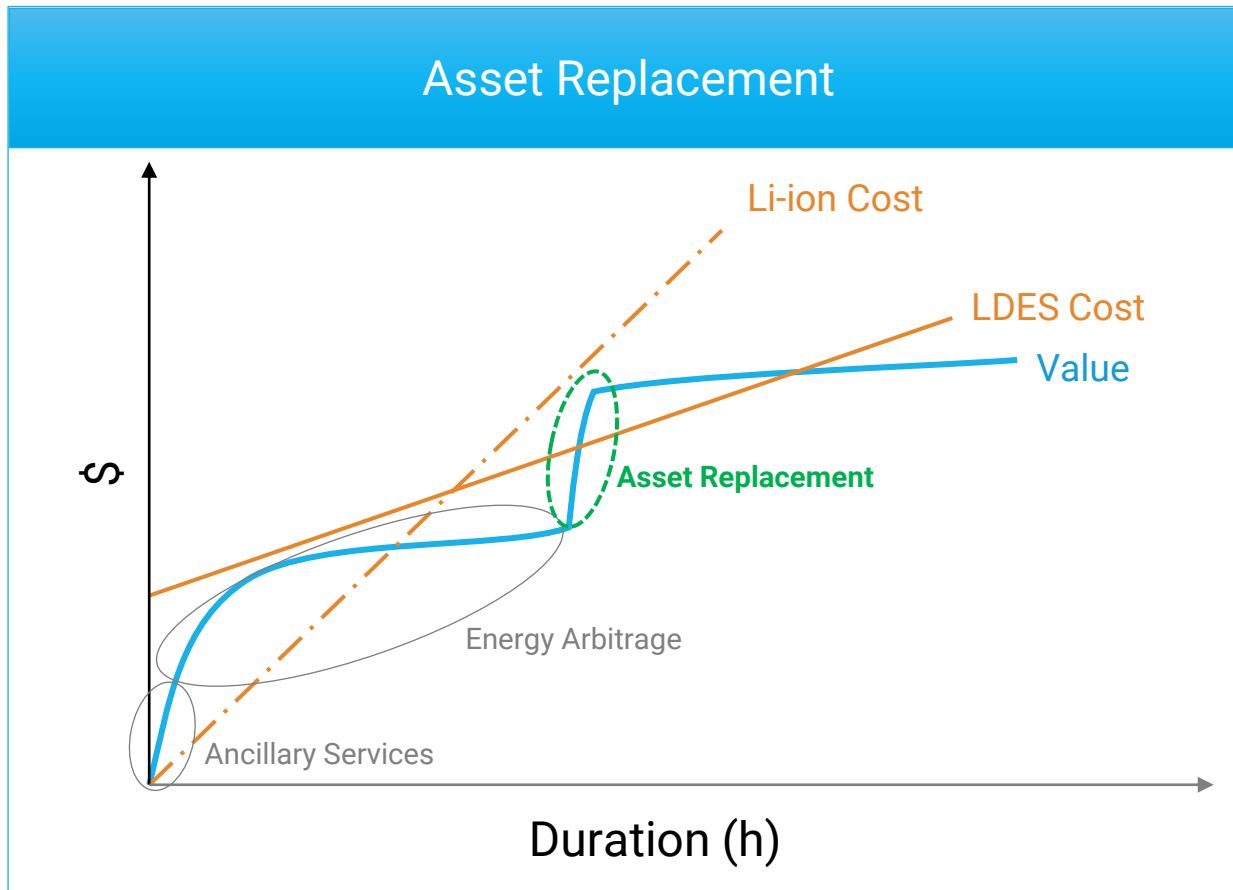 Asset Replacement
Li-ion Cost
LDES Cost
Value
$
Asset Replacement
Energy Arbitrage
Ancillary Services
Duration (h)